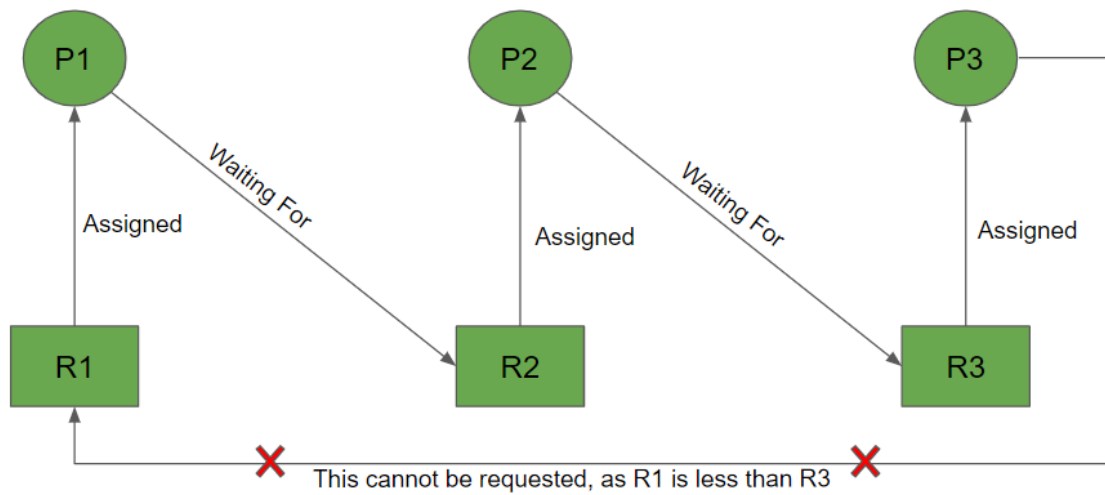 P1
P2
P3
Waiting For
Waiting For
Assigned
Assigned
Assigned
R1
R2
R3
This cannot be requested, as R1 is less than R3